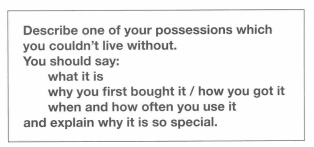 Describe one of your possessions which
you couldn't live without.
You should say:
what it is
why you first bought it / how you got it
when and how often you use it
and explain why it is so special.